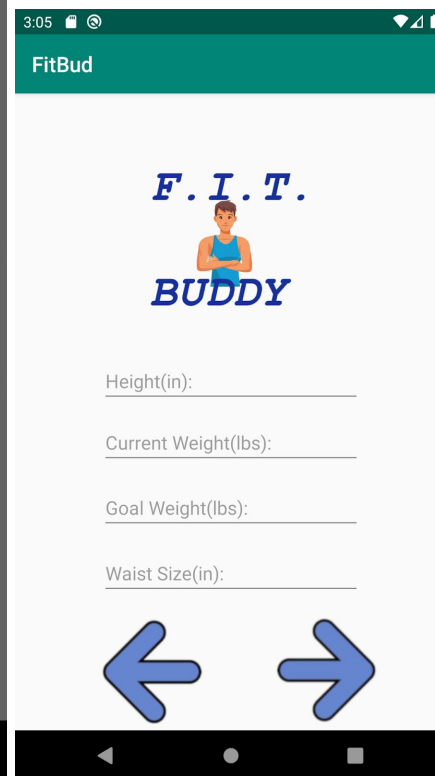 3:05
FitBud
F.I.T.
BUDDY
Height(in):
Current Weight(lbs):
Goal Weight(lbs):
Waist Size(in):